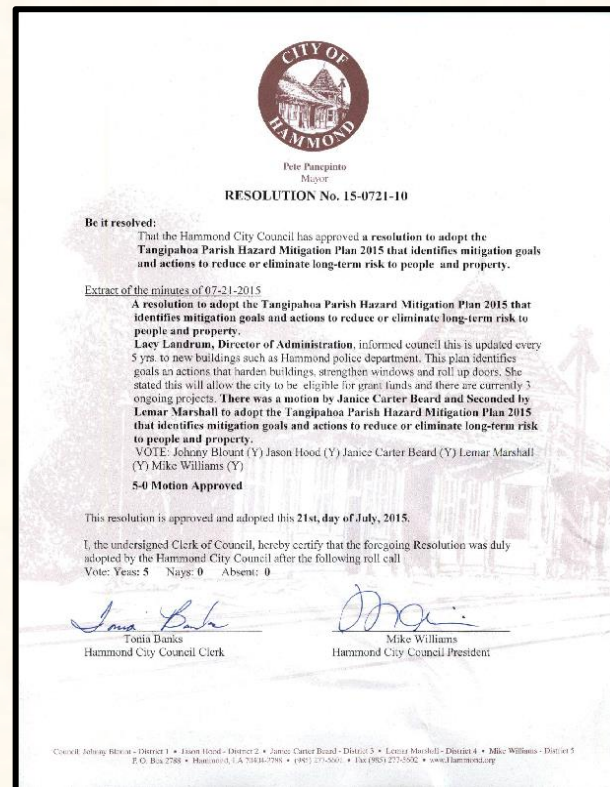 CITY OF
HAMMOND
Pete Panepinto
Mayor
RESOLUTION No. 15-0721-10
Be it resolved:
That the Hammond City Council has approved a resolution to adopt the
Tangipahoa Parish Hazard Mitigation Plan 2015 that identifies mitigation goals
and actions to reduce or eliminate long-term risk to people and property.
Extract of the minutes of 07-21-2015
A resolution to adopt the Tangipahoa Parish Hazard Mitigation Plan 2015 that
identifies mitigation goals and actions to reduce or eliminate long-term risk to
people and property.
Lacy Landrum, Director of Administration, informed council this is updated every
5 yrs. to new buildings such as Hammond police department. This plan identifies
goals an actions that harden buildings, strengthen windows and roll up doors. She
stated this will allow the city to be eligible for grant funds and there are currently 3
ongoing projects. There was a motion by Janice Carter Beard and Seconded by
Lemar Marshall to adopt the Tangipahoa Parish Hazard Mitigation Plan 2015
that identifies mitigation goals and actions to reduce or eliminate long-term risk
to people and property.
VOTE: Johnny Blount (Y) Jason Hood (Y) Janice Carter Beard (Y) Lemar Marshall
(Y) Mike Williams (Y)
5-0 Motion Approved
This resolution is approved and adopted this 21st, day of July, 2015.
I, the undersigned Clerk of Council, hereby certify that the foregoing Resolution was duly
adopted by the Hammond City Council after the following roll call
Vote: Yeas: 5 Nays: 0 Absent: 0
Tonia Banks
Tonia Banks Mike Williams
Hammond City Council Clerk Hammond City Council President
Council: Johnny Blount - District 1 • Jason Hood - District 2 • Janice Carter Beard - District 3 • Lemar Marshall - District 4 • Mike Williams - District 5
P.O. Box 2788 • Hammond, LA 70404-2788 • (985) 277-5601 • Fax (985) 277-5602 • www.Hammond.org